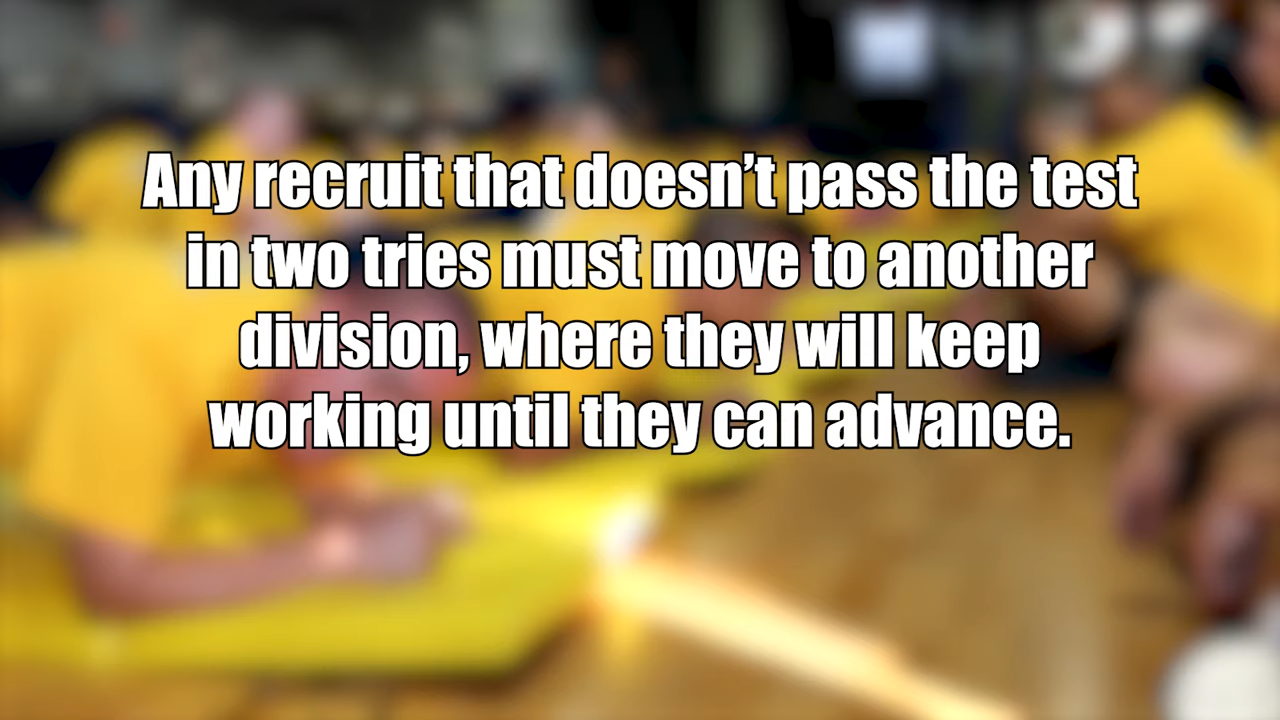 Any recruit that doesn’t pass the test
in two tries must move to another
division, where they will keep
working until they can advance.